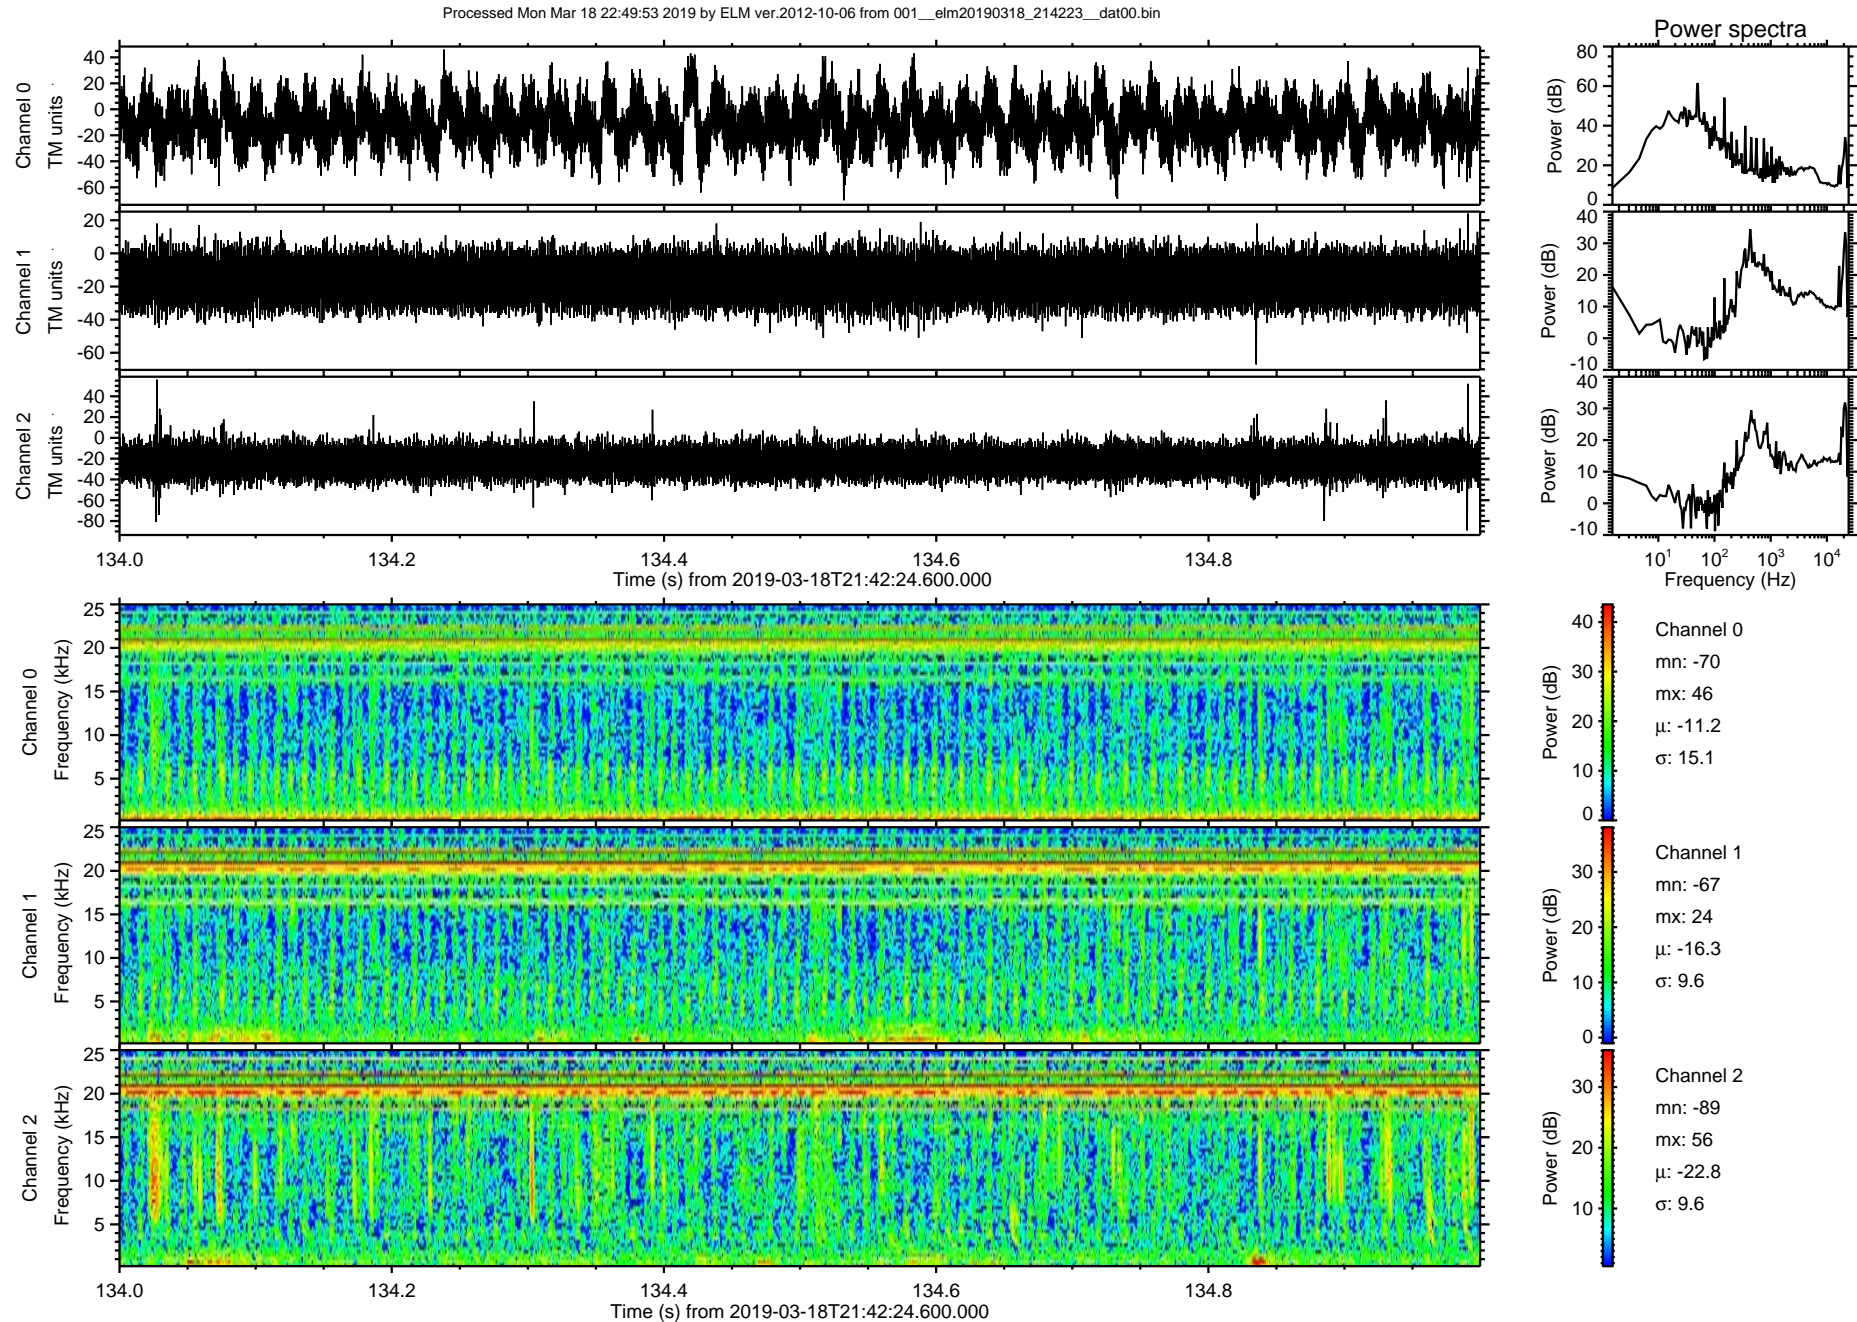 Processed Mon Mar 18 22:49:53 2019 by ELM ver.2012-10-06 from 001__elm20190318_214223__dat00.bin
Power spectra
Channel 0
TM units
40
20
0
-20
-40
-60
Power (dB)
80
60
40
20
0
Channel 1
TM units
20
0
-20
-40
-60
Power (dB)
40
30
20
10
0
-10
Channel 2
TM units
40
20
0
-20
-40
-60
-80
Power (dB)
40
30
20
10
0
-10
134.0 134.2 134.4 134.6 134.8
Time (s) from 2019-03-18T21:42:24.600.000
10^1 10^2 10^3 10^4
Frequency (Hz)
Channel 0
Frequency (kHz)
25
20
15
10
5
Power (dB)
40
30
20
10
0
Channel 0
mn: -70
mx: 46
μ: -11.2
σ: 15.1
Channel 1
Frequency (kHz)
25
20
15
10
5
Power (dB)
30
20
10
0
Channel 1
mn: -67
mx: 24
μ: -16.3
σ: 9.6
Channel 2
Frequency (kHz)
25
20
15
10
5
Power (dB)
30
20
10
Channel 2
mn: -89
mx: 56
μ: -22.8
σ: 9.6
134.0 134.2 134.4 134.6 134.8
Time (s) from 2019-03-18T21:42:24.600.000